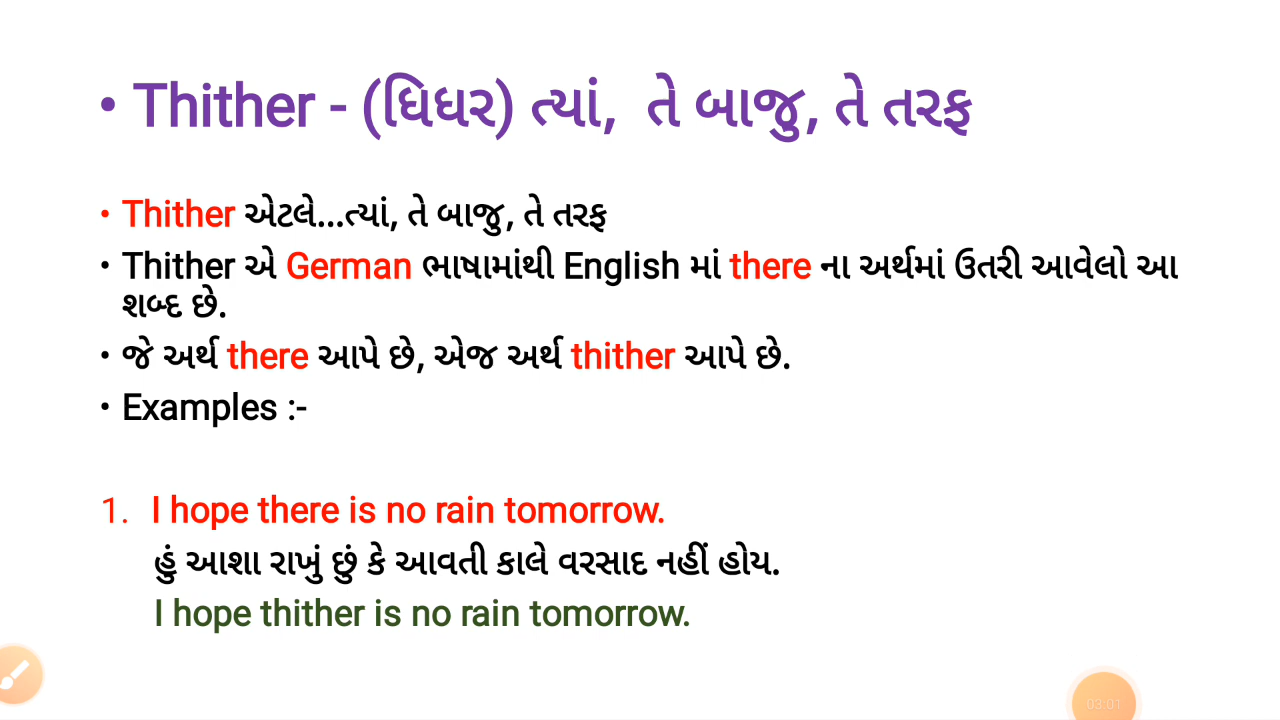 • Thither - (ધિધર) ત્યાં, તે બાજુ, તે તરફ
• Thither એટલે...ત્યાં, તે બાજુ, તે તરફ
• Thither એ German ભાષામાંથી English માં there ના અર્થમાં ઉતરી આવેલો આ
શબ્દ છે.
• જે અર્થ there આપે છે, એજ અર્થ thither આપે છે.
• Examples :-
1. I hope there is no rain tomorrow.
હું આશા રાખું છું કે આવતી કાલે વરસાદ નહીં હોય.
I hope thither is no rain tomorrow.
03:01